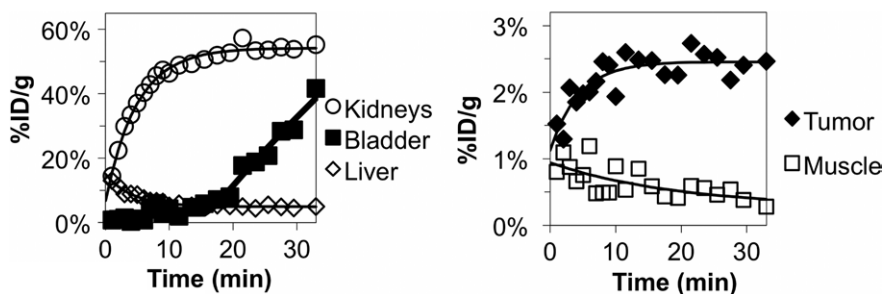 60%
40%
20%
0%
%ID/g
0 10 20 30
Time (min)
Kidneys
Bladder
Liver
3%
2%
1%
0%
%ID/g
0 10 20 30
Time (min)
Tumor
Muscle